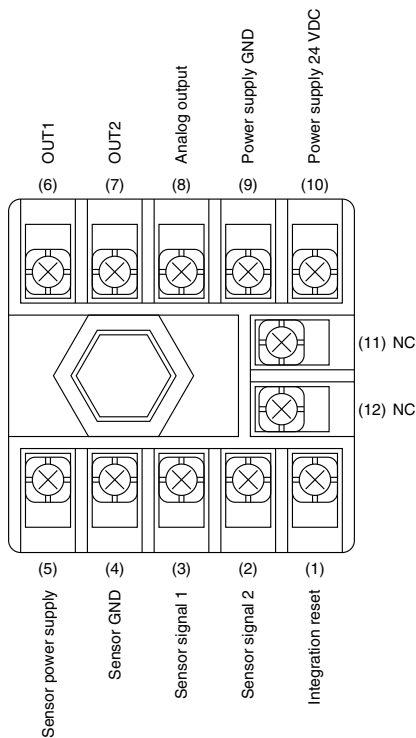 OUT1
OUT2
Analog output
Power supply GND
Power supply 24 VDC
(6)
(7)
(8)
(9)
(10)
(11) NC
(12) NC
(5)
(4)
(3)
(2)
(1)
Sensor power supply
Sensor GND
Sensor signal 1
Sensor signal 2
Integration reset